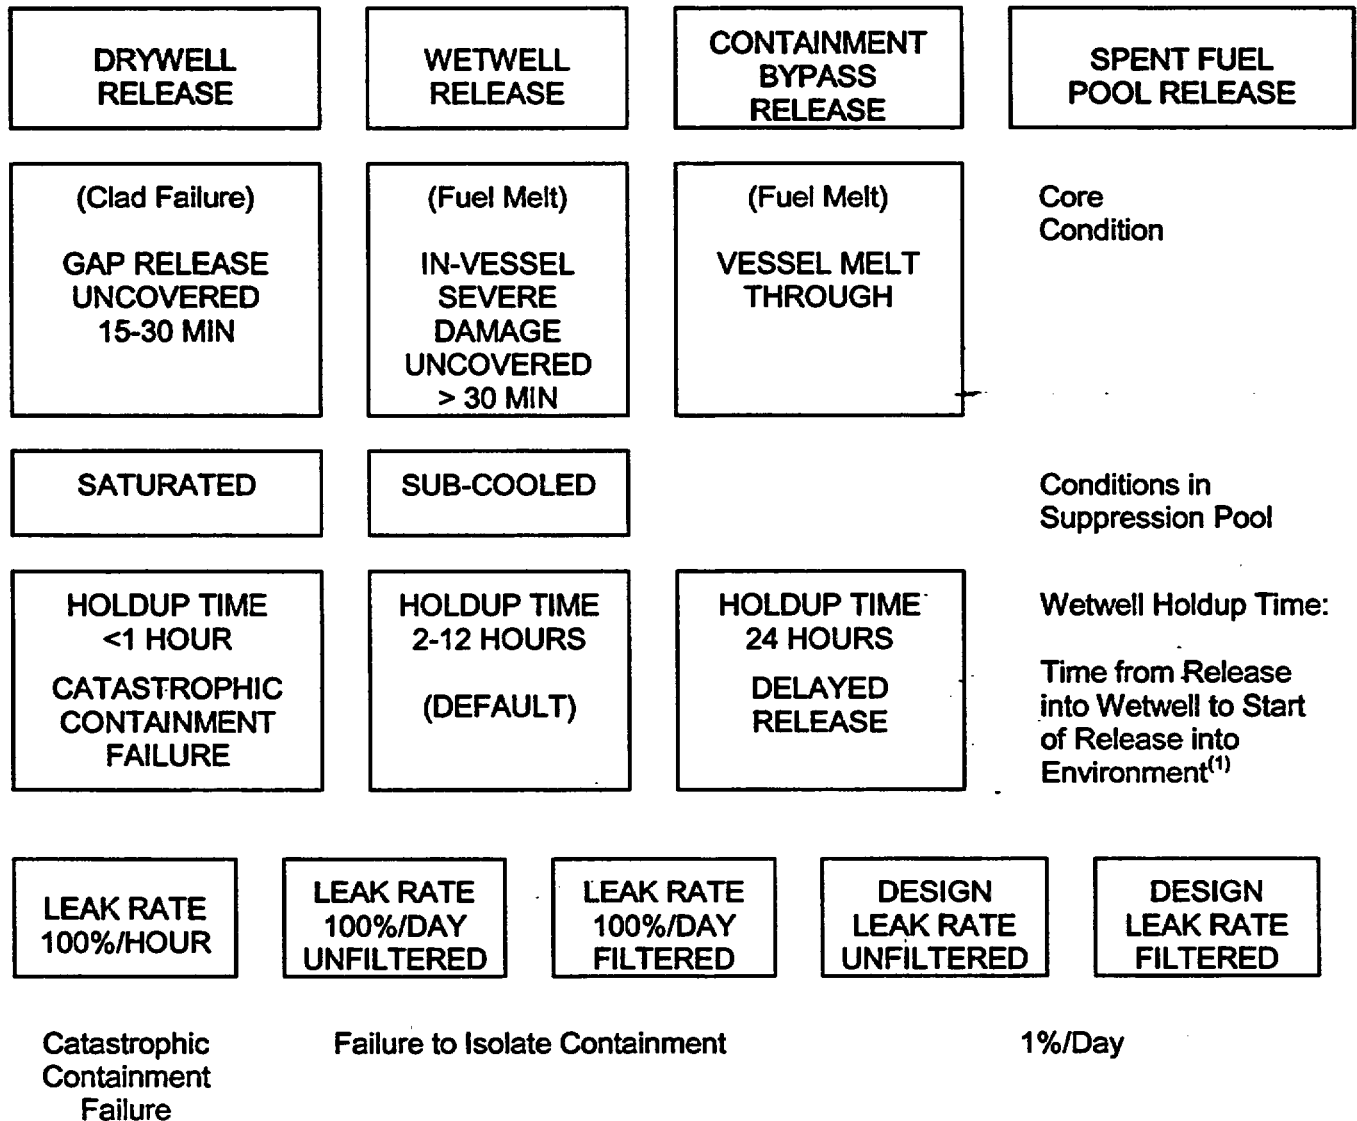 DRYWELL
RELEASE
WETWELL
RELEASE
CONTAINMENT
BYPASS
RELEASE
SPENT FUEL
POOL RELEASE
(Clad Failure)
GAP RELEASE
UNCOVERED
15-30 MIN
(Fuel Melt)
IN-VESSEL
SEVERE
DAMAGE
UNCOVERED
> 30 MIN
(Fuel Melt)
VESSEL MELT
THROUGH
Core
Condition
SATURATED
SUB-COOLED
Conditions in
Suppression Pool
HOLDUP TIME
<1 HOUR
CATASTROPHIC
CONTAINMENT
FAILURE
HOLDUP TIME
2-12 HOURS
(DEFAULT)
HOLDUP TIME
24 HOURS
DELAYED
RELEASE
Wetwell Holdup Time:
Time from Release
into Wetwell to Start
of Release into
Environment(1)
LEAK RATE
100%/HOUR
LEAK RATE
100%/DAY
UNFILTERED
LEAK RATE
100%/DAY
FILTERED
DESIGN
LEAK RATE
UNFILTERED
DESIGN
LEAK RATE
FILTERED
Catastrophic
Containment
Failure
Failure to Isolate Containment
1%/Day